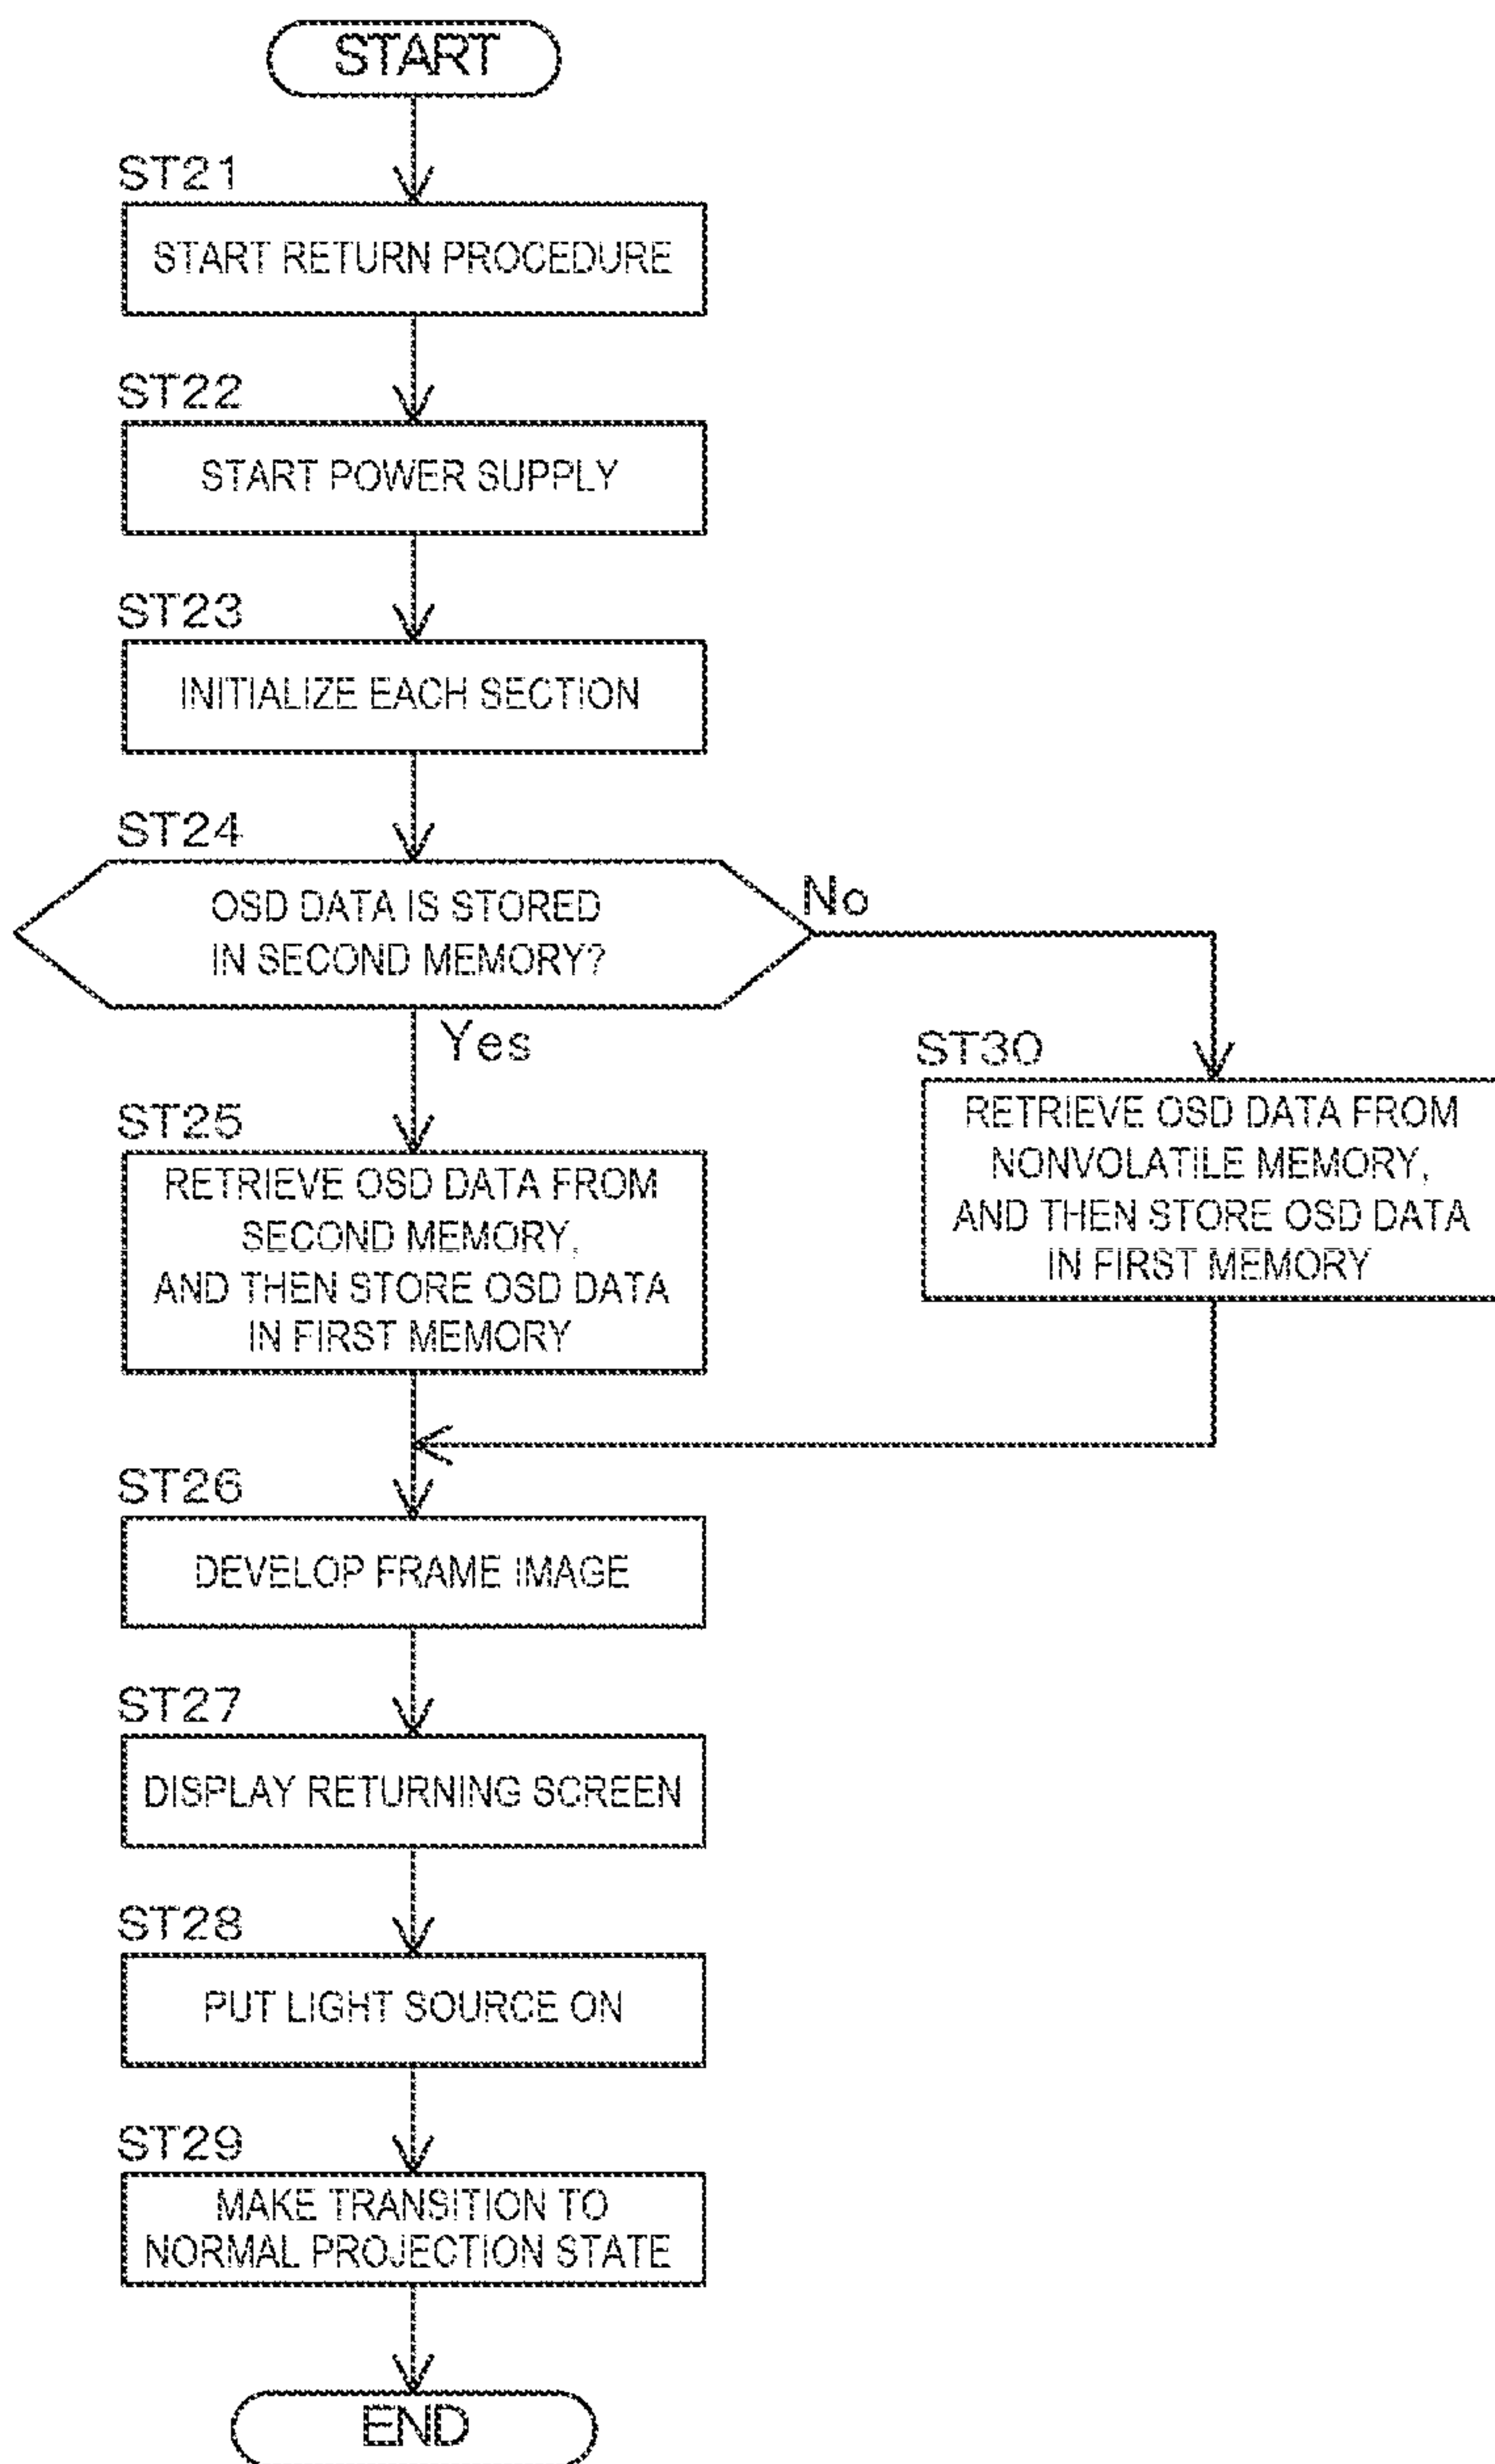 START
ST21
START RETURN PROCEDURE
ST22
START POWER SUPPLY
ST23
INITIALIZE EACH SECTION
ST24
OSD DATA IS STORED
IN SECOND MEMORY?
No
Yes
ST25
RETRIEVE OSD DATA FROM
SECOND MEMORY,
AND THEN STORE OSD DATA
IN FIRST MEMORY
ST30
RETRIEVE OSD DATA FROM
NONVOLATILE MEMORY,
AND THEN STORE OSD DATA
IN FIRST MEMORY
ST26
DEVELOP FRAME IMAGE
ST27
DISPLAY RETURNING SCREEN
ST28
PUT LIGHT SOURCE ON
ST29
MAKE TRANSITION TO
NORMAL PROJECTION STATE
END